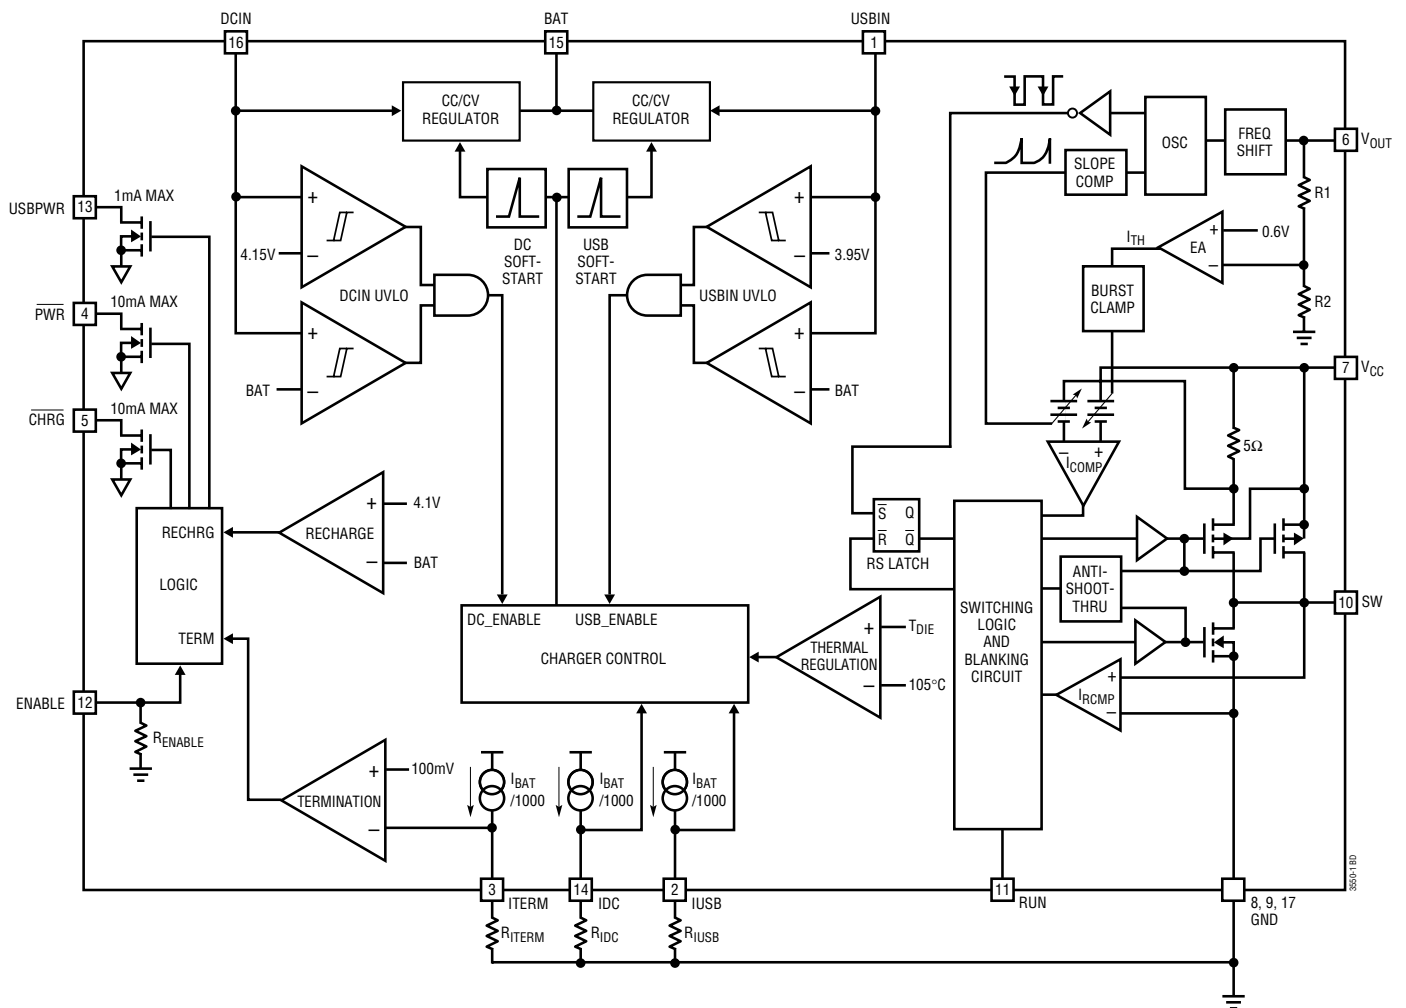 DCIN
BAT
USBIN
16
15
1
CC/CV
REGULATOR
CC/CV
REGULATOR
OSC
FREQ
SHIFT
6
VOUT
SLOPE
COMP
R1
USBPWR
13
1mA MAX
+
4.15V
–
DCIN UVLO
+
BAT
–
DC
SOFT-
START
USB
SOFT-
START
+
3.95V
–
USBIN UVLO
+
BAT
–
ITH
EA
+
–
0.6V
R2
BURST
CLAMP
PWR
4
10mA MAX
CHRG
5
10mA MAX
7
VCC
–
+
ICOMP
5Ω
RECHRG
LOGIC
TERM
RECHARGE
+
4.1V
–
BAT
S
Q
R
Q
RS LATCH
SWITCHING
LOGIC
AND
BLANKING
CIRCUIT
ANTI-
SHOOT-
THRU
10
SW
DC_ENABLE
USB_ENABLE
CHARGER CONTROL
THERMAL
REGULATION
+
TDIE
–
105°C
IRCMP
+
–
ENABLE
12
RENABLE
TERMINATION
+
100mV
–
IBAT
/1000
IBAT
/1000
IBAT
/1000
3
ITERM
14
IDC
2
IUSB
11
RUN
8, 9, 17
GND
RITERM
RIDC
RIUSB
3550-1 BD